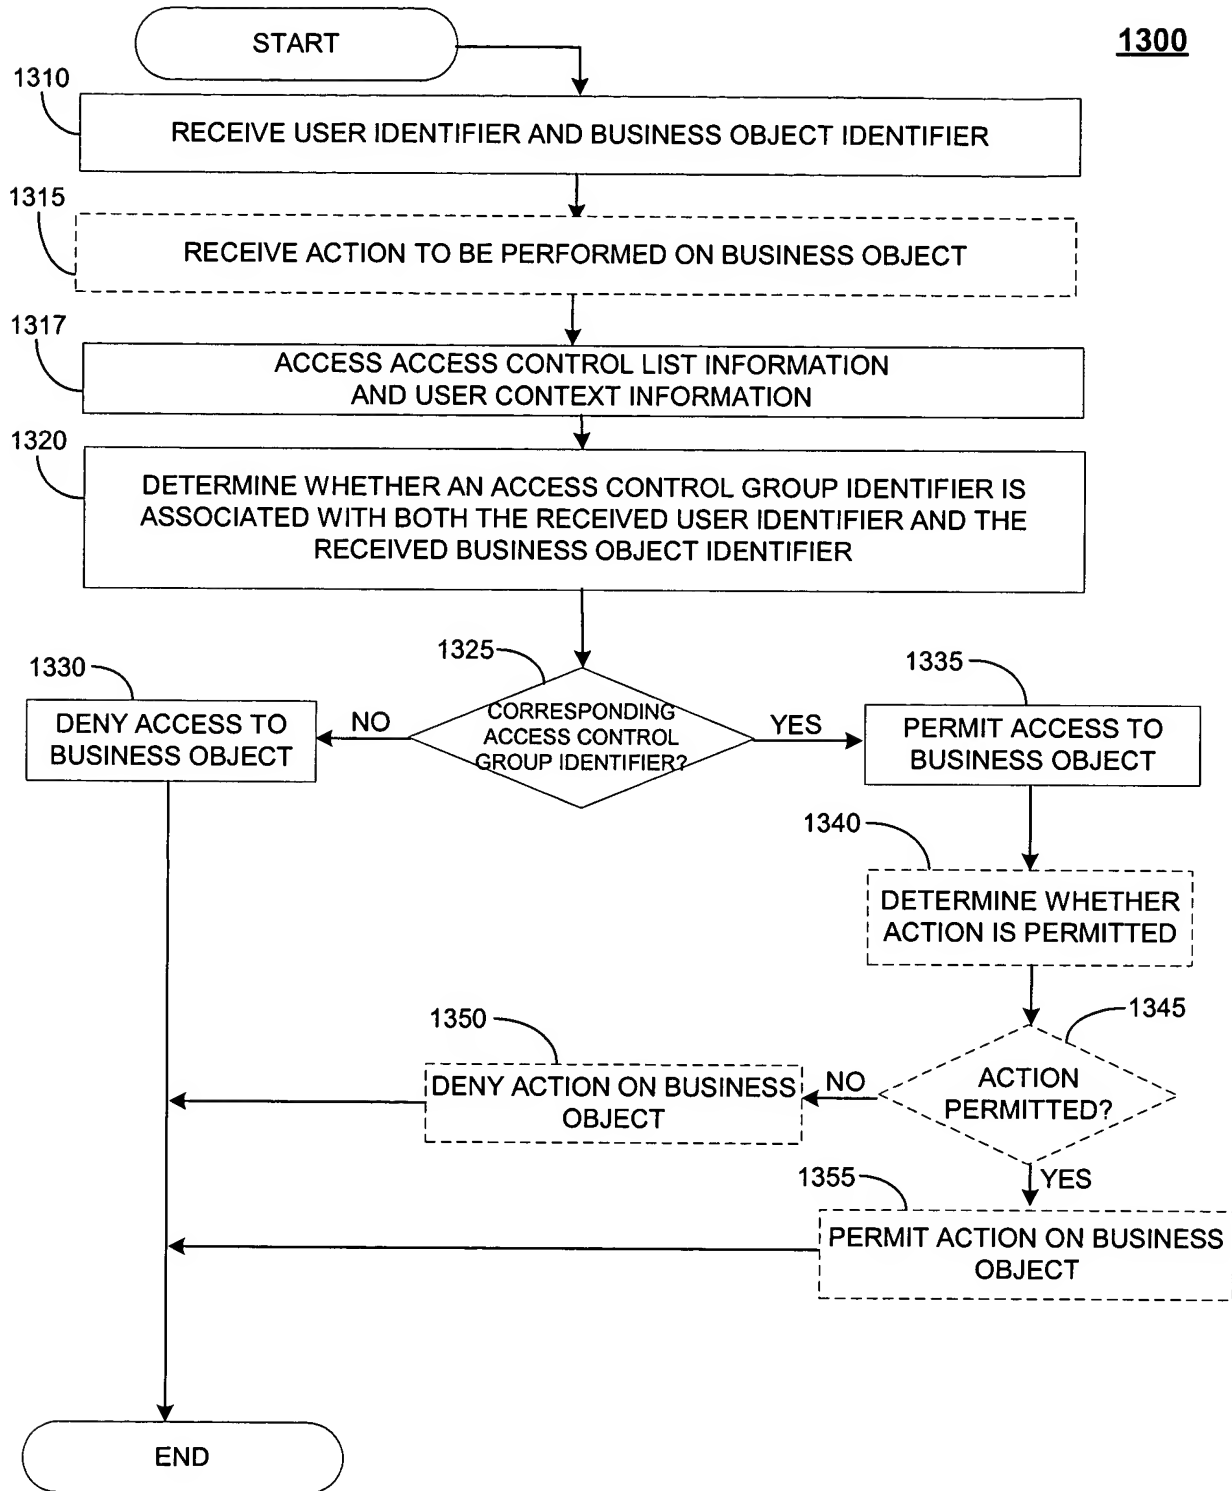 START
1300
1310
RECEIVE USER IDENTIFIER AND BUSINESS OBJECT IDENTIFIER
1315
RECEIVE ACTION TO BE PERFORMED ON BUSINESS OBJECT
1317
ACCESS ACCESS CONTROL LIST INFORMATION
AND USER CONTEXT INFORMATION
1320
DETERMINE WHETHER AN ACCESS CONTROL GROUP IDENTIFIER IS
ASSOCIATED WITH BOTH THE RECEIVED USER IDENTIFIER AND THE
RECEIVED BUSINESS OBJECT IDENTIFIER
1325
CORRESPONDING
ACCESS CONTROL
GROUP IDENTIFIER?
NO
1330
DENY ACCESS TO
BUSINESS OBJECT
YES
1335
PERMIT ACCESS TO
BUSINESS OBJECT
1340
DETERMINE WHETHER
ACTION IS PERMITTED
1345
ACTION
PERMITTED?
NO
1350
DENY ACTION ON BUSINESS
OBJECT
YES
1355
PERMIT ACTION ON BUSINESS
OBJECT
END